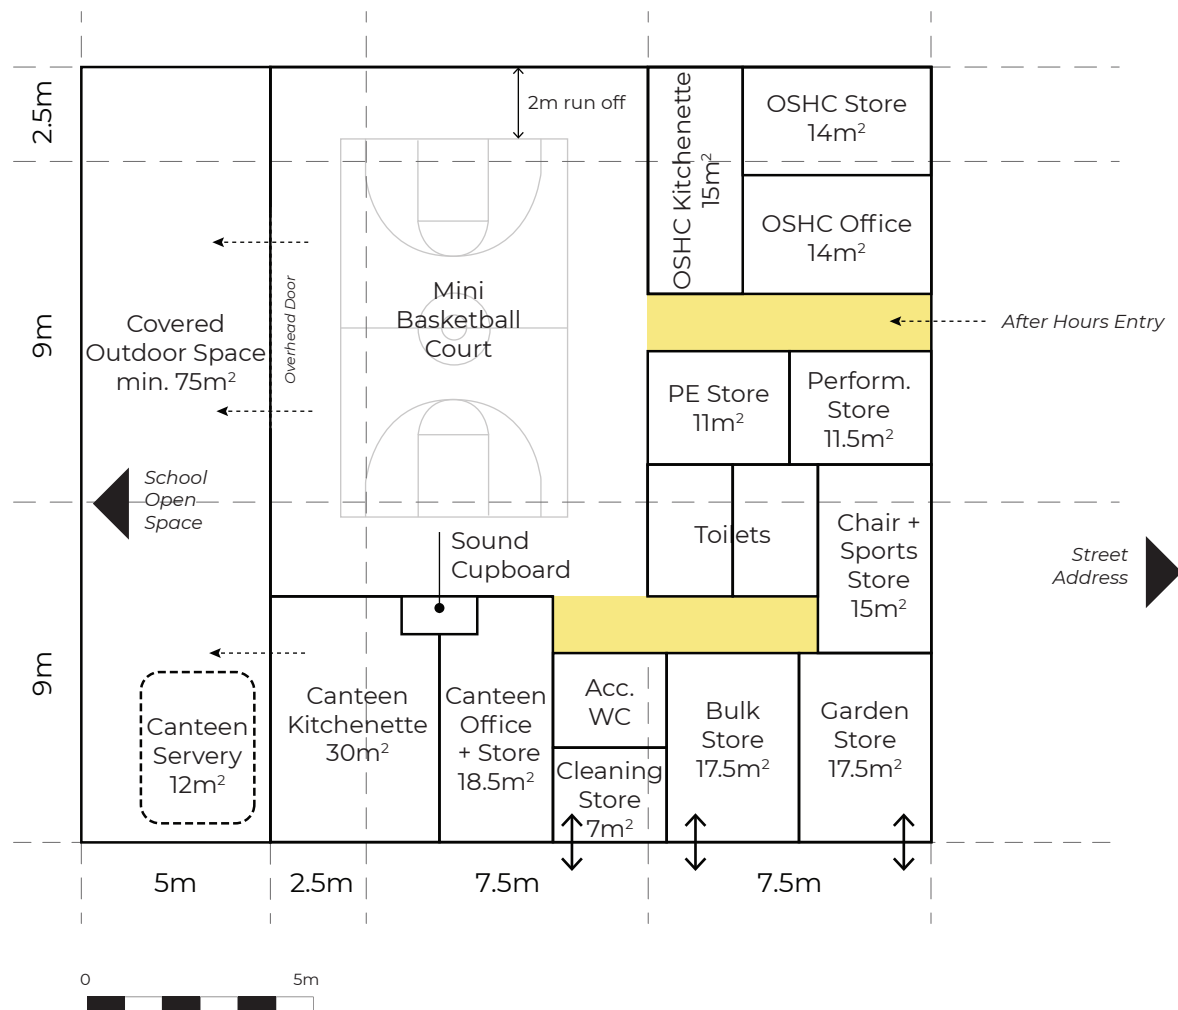 2.5m
9m
9m
2m run off
OSHC Kitchenette
15m²
OSHC Store
14m²
OSHC Office
14m²
Mini
Basketball
Court
Overhead Door
Covered
Outdoor Space
min. 75m²
After Hours Entry
PE Store
11m²
Perform.
Store
11.5m²
School
Open
Space
Toilets
Chair +
Sports
Store
15m²
Street
Address
Sound
Cupboard
Canteen
Servery
12m²
Canteen
Kitchenette
30m²
Canteen
Office
+ Store
18.5m²
Acc.
WC
Cleaning
Store
7m²
Bulk
Store
17.5m²
Garden
Store
17.5m²
5m
2.5m
7.5m
7.5m
0
5m